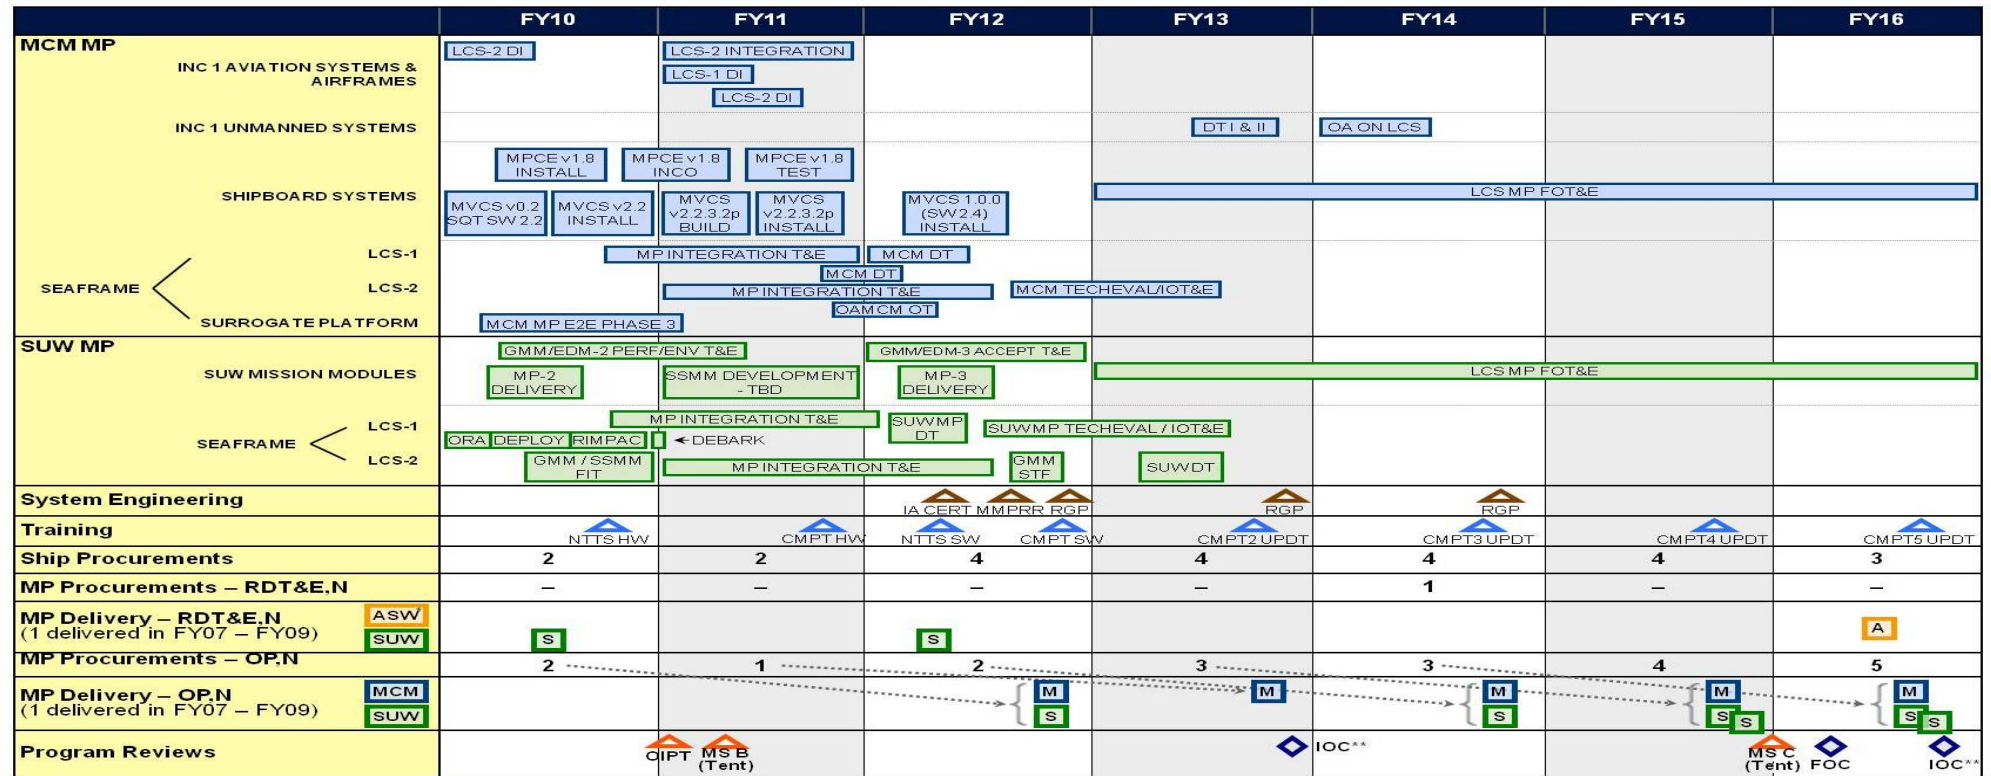 FY10 FY11 FY12 FY13 FY14 FY15 FY16
MCM MP
INC 1 AVIATION SYSTEMS &
AIRFRAMES
LCS-2 DI
LCS-2 INTEGRATION
LCS-1 DI
LCS-2 DI
INC 1 UNMANNED SYSTEMS
DT I & II
OA ON LCS
SHIPBOARD SYSTEMS
MPCE v1.8
INSTALL
MPCE v1.8
INCO
MPCE v1.8
TEST
MVCS v0.2
SQT SW 2.2
MVCS v2.2
INSTALL
MVCS
v2.2.3.2p
BUILD
MVCS
v2.2.3.2p
INSTALL
MVCS 1.0.0
(SW 2.4)
INSTALL
LCS MP FOT&E
SEAFRAME
LCS-1
MP INTEGRATION T&E
MCM DT
MCM DT
LCS-2
MP INTEGRATION T&E
MCM TECHEVAL/IOT&E
OAMCM OT
SURROGATE PLATFORM
MCM MP E2E PHASE 3
SUW MP
SUW MISSION MODULES
GMM/EDM-2 PERF/ENV T&E
GMM/EDM-3 ACCEPT T&E
MP-2
DELIVERY
SSMM DEVELOPMENT
- TBD
MP-3
DELIVERY
LCS MP FOT&E
SEAFRAME
LCS-1
MP INTEGRATION T&E
SUWMP
DT
SUWMP TECHEVAL / IOT&E
ORA DEPLOY RIMPAC
DEBARK
LCS-2
GMM / SSMM
FIT
MP INTEGRATION T&E
GMM
STF
SUW DT
System Engineering
IA CERT MMPRR RGP RGP RGP
Training
NTTS HW CMPT HW NTTS SW CMPT SW CMPT2 UPDT CMPT3 UPDT CMPT4 UPDT CMPT5 UPDT
Ship Procurements 2 2 4 4 4 4 3
MP Procurements – RDT&E,N – – – – 1 – –
MP Delivery – RDT&E,N
(1 delivered in FY07 – FY09)
ASW
SUW
S S A
MP Procurements – OP,N 2 1 2 3 3 4 5
MP Delivery – OP,N
(1 delivered in FY07 – FY09)
MCM
SUW
M M M M M
S S S S S S
Program Reviews
OIPT
MS B
(Tent)
IOC**
MS C
(Tent)
FOC
IOC**